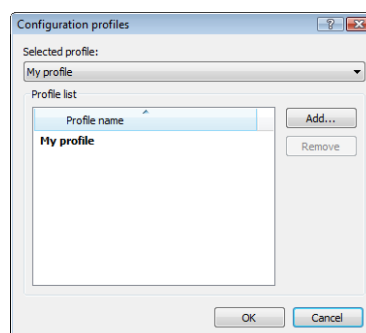 Configuration profiles
Selected profile:
My profile
Profile list
Profile name
Add...
My profile
Remove
OK
Cancel